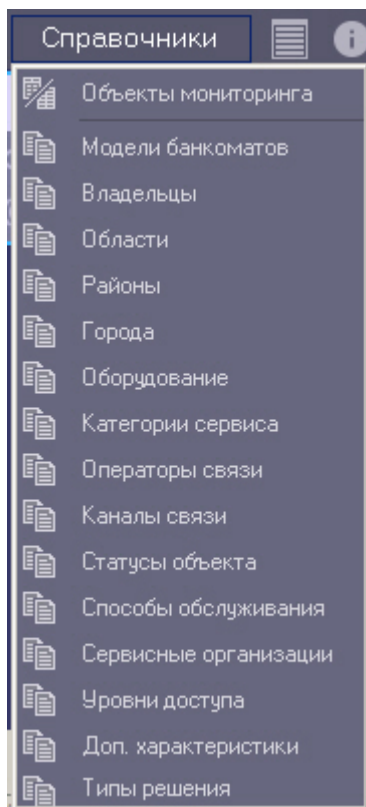 Справочники
Объекты мониторинга
Модели банкоматов
Владельцы
Области
Районы
Города
Оборудование
Категории сервиса
Операторы связи
Каналы связи
Статусы объекта
Способы обслуживания
Сервисные организации
Уровни доступа
Доп. характеристики
Типы решения